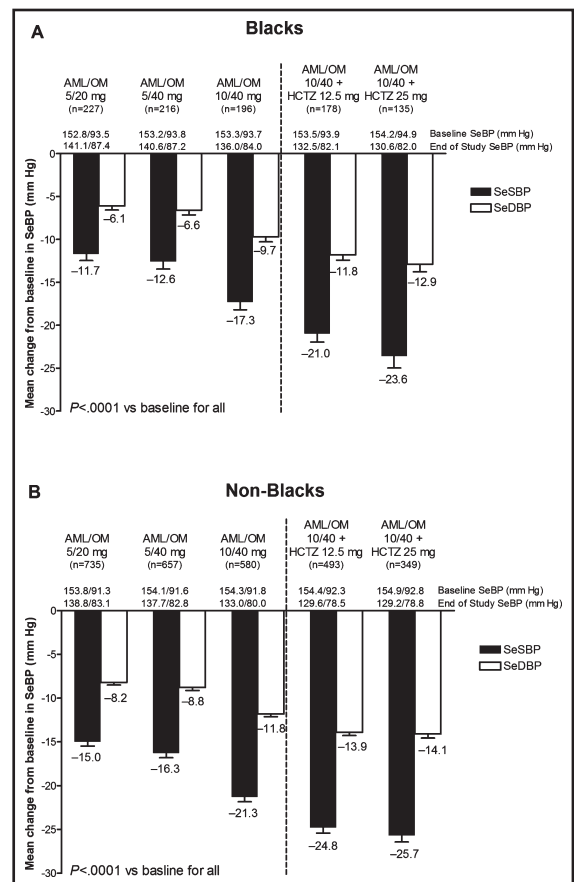 A
Blacks
AML/OM 5/20 mg (n=227)
AML/OM 5/40 mg (n=216)
AML/OM 10/40 mg (n=196)
AML/OM 10/40 + HCTZ 12.5 mg (n=178)
AML/OM 10/40 + HCTZ 25 mg (n=135)
152.8/93.5 153.2/93.8 153.3/93.7 153.5/93.9 154.2/94.9 Baseline SeBP (mm Hg)
141.1/87.4 140.6/87.2 136.0/84.0 132.5/82.1 130.6/82.0 End of Study SeBP (mm Hg)
Mean change from baseline in SeBP (mm Hg)
0
-5
-10
-15
-20
-25
-30
–11.7
–6.1
–12.6
–6.6
–17.3
–9.7
–21.0
–11.8
–23.6
–12.9
SeSBP
SeDBP
P<.0001 vs baseline for all
B
Non-Blacks
AML/OM 5/20 mg (n=735)
AML/OM 5/40 mg (n=657)
AML/OM 10/40 mg (n=580)
AML/OM 10/40 + HCTZ 12.5 mg (n=493)
AML/OM 10/40 + HCTZ 25 mg (n=349)
153.8/91.3 154.1/91.6 154.3/91.8 154.4/92.3 154.9/92.8 Baseline SeBP (mm Hg)
138.8/83.1 137.7/82.8 133.0/80.0 129.6/78.5 129.2/78.8 End of Study SeBP (mm Hg)
Mean change from baseline in SeBP (mm Hg)
0
-5
-10
-15
-20
-25
-30
–15.0
–8.2
–16.3
–8.8
–21.3
–11.8
–24.8
–13.9
–25.7
–14.1
SeSBP
SeDBP
P<.0001 vs basline for all